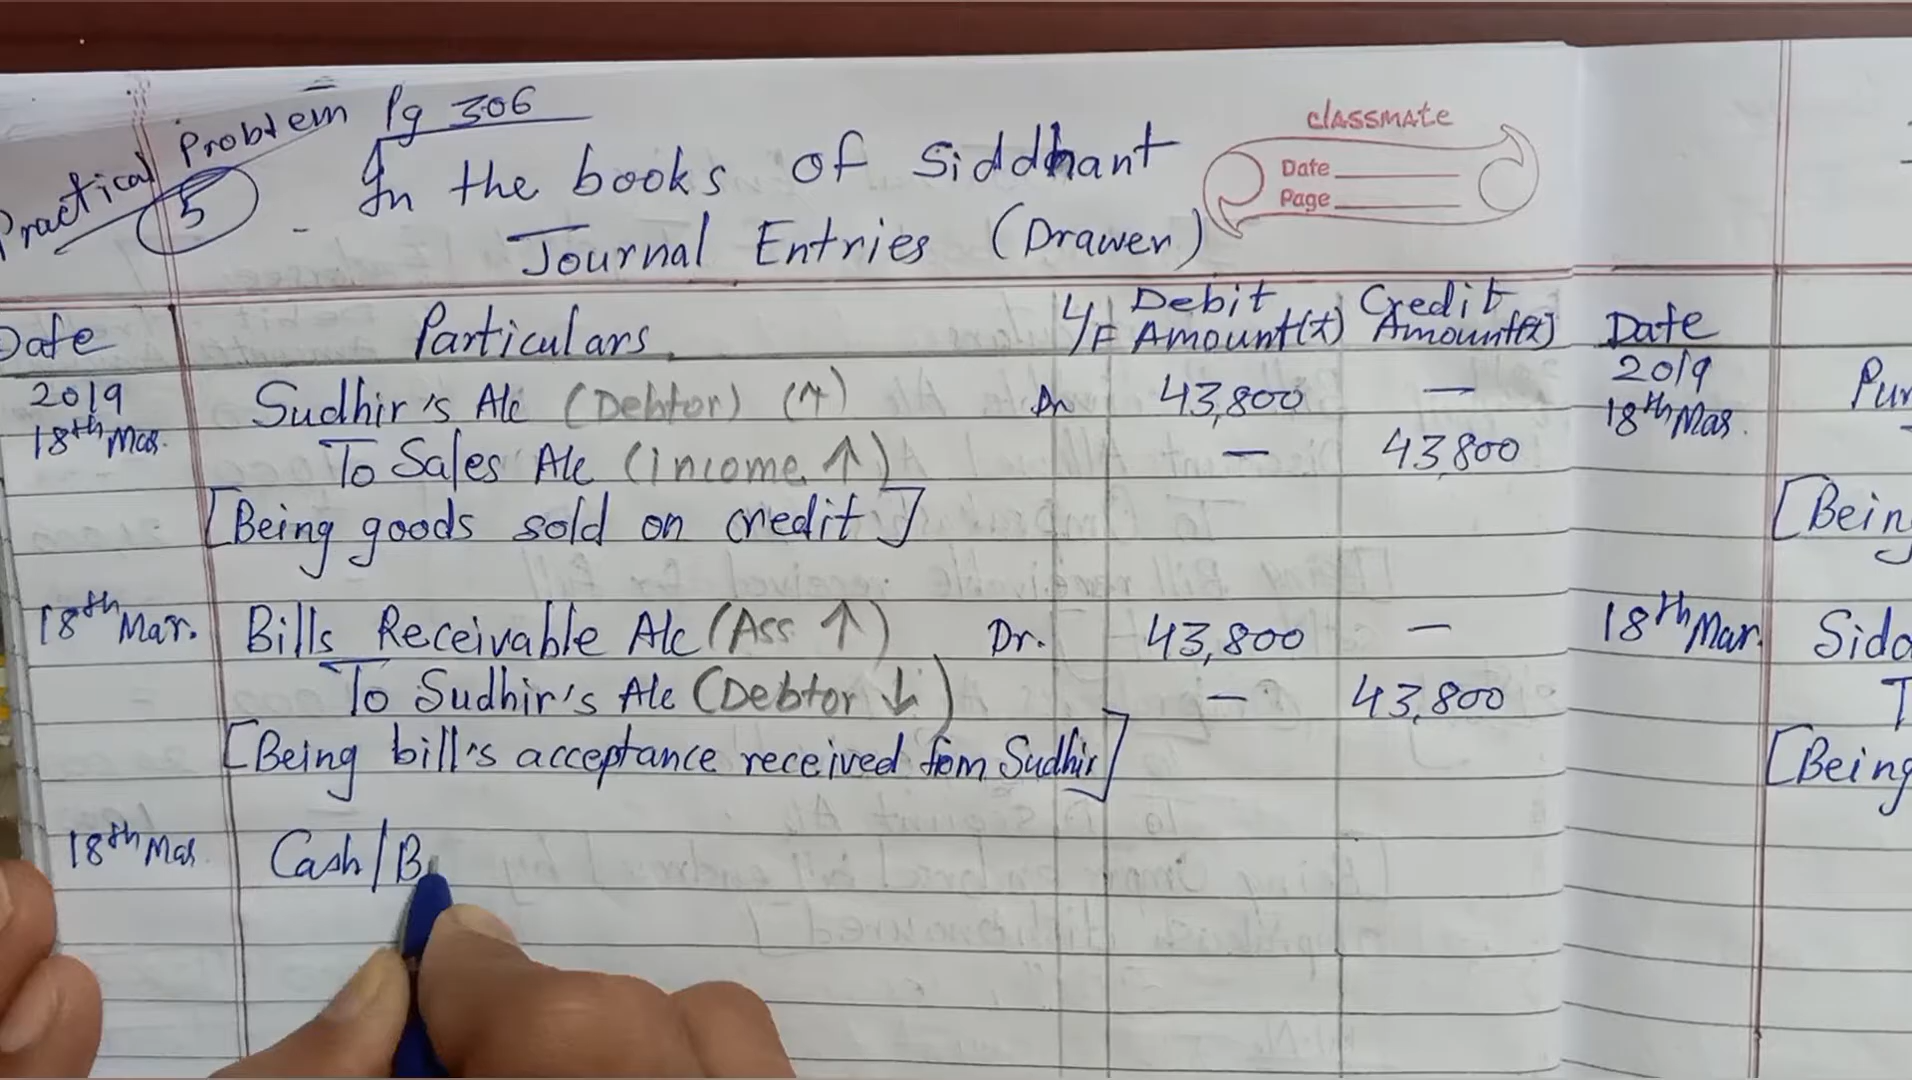 Practical Problem Pg 306
5
In the books of Siddhant
Journal Entries (Drawer)
classmate
Date
Page
Date Particulars L/F Debit Amount(₹) Credit Amount(₹)
2019
18th Mar. Sudhir's A/c (Debtor) (↑) Dr 43,800 —
To Sales A/c (income ↑) — 43,800
[Being goods sold on credit]
18th Mar. Bills Receivable A/c (Ass ↑) Dr. 43,800 —
To Sudhir's A/c (Debtor ↓) — 43,800
[Being bill's acceptance received from Sudhir]
18th Mar Cash/B
Date
2019
18th Mar. Pur
[Bein
18th Mar. Sidd
T
[Being